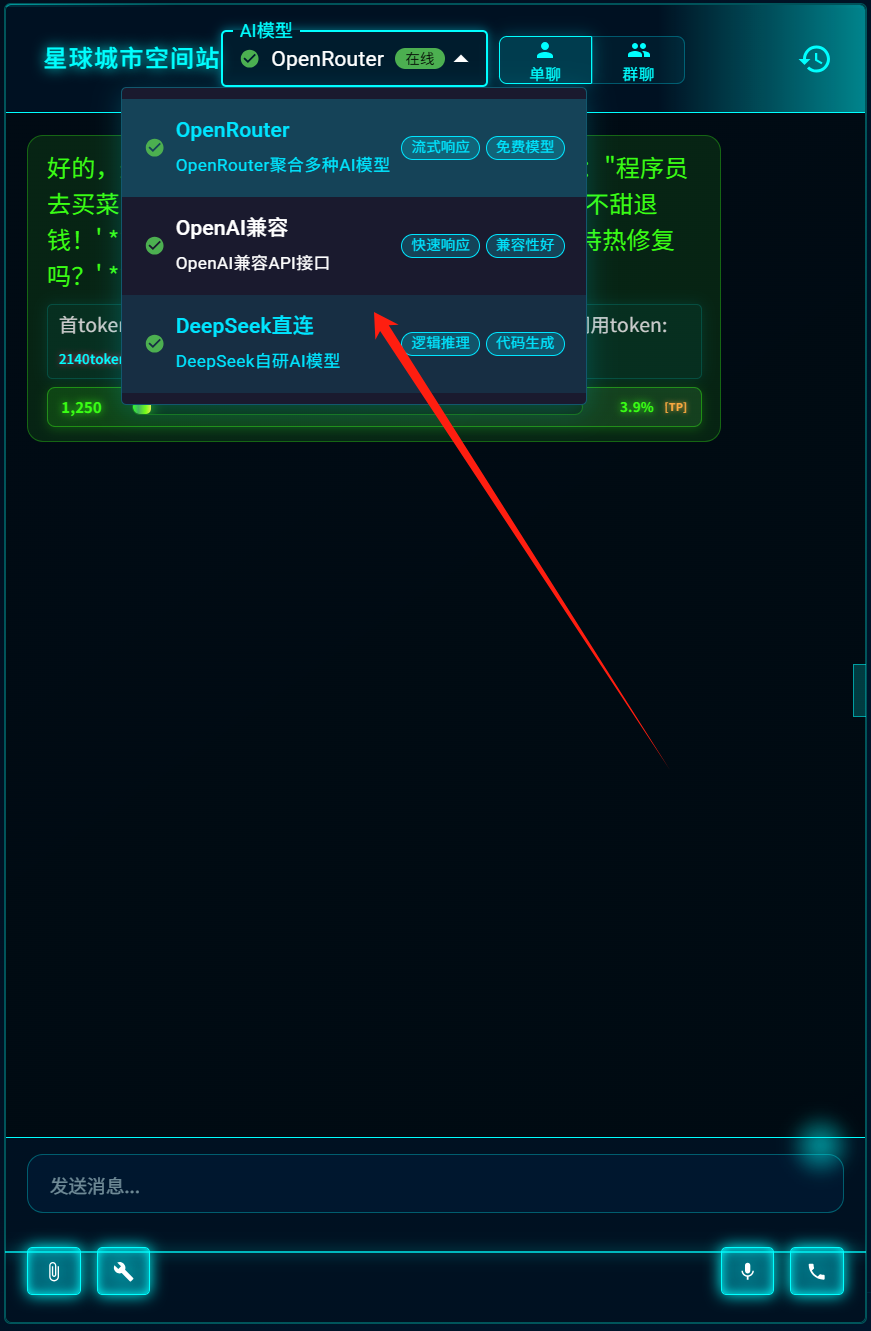 AI模型
星球城市空间站
OpenRouter 在线
单聊
群聊
OpenRouter
OpenRouter聚合多种AI模型
流式响应 免费模型
OpenAI兼容
OpenAI兼容API接口
快速响应 兼容性好
DeepSeek直连
DeepSeek自研AI模型
逻辑推理 代码生成
好的，
："程序员
去买菜
不甜退
钱！' *
持热修复
吗？' *
首token
用token:
2140token
1,250
3.9% [TP]
发送消息...